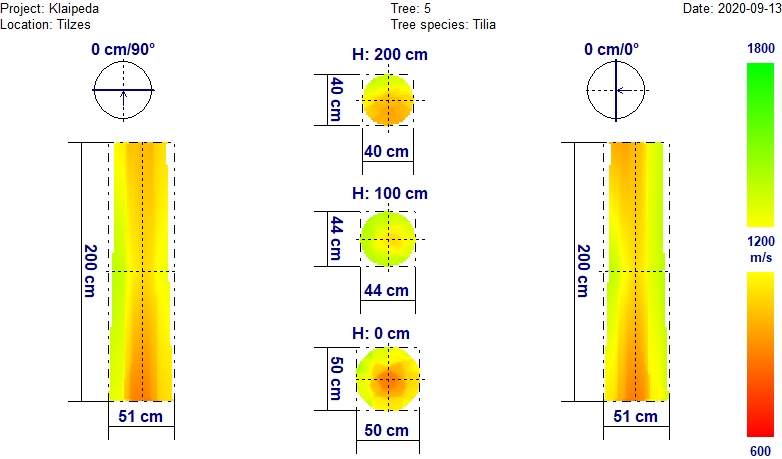 Project: Klaipeda
Tree: 5
Date: 2020-09-13
Location: Tilzes
Tree species: Tilia
0 cm/90°
H: 200 cm
0 cm/0°
1800
40 cm
40 cm
H: 100 cm
44 cm
44 cm
200 cm
200 cm
1200
m/s
H: 0 cm
50 cm
50 cm
51 cm
51 cm
600